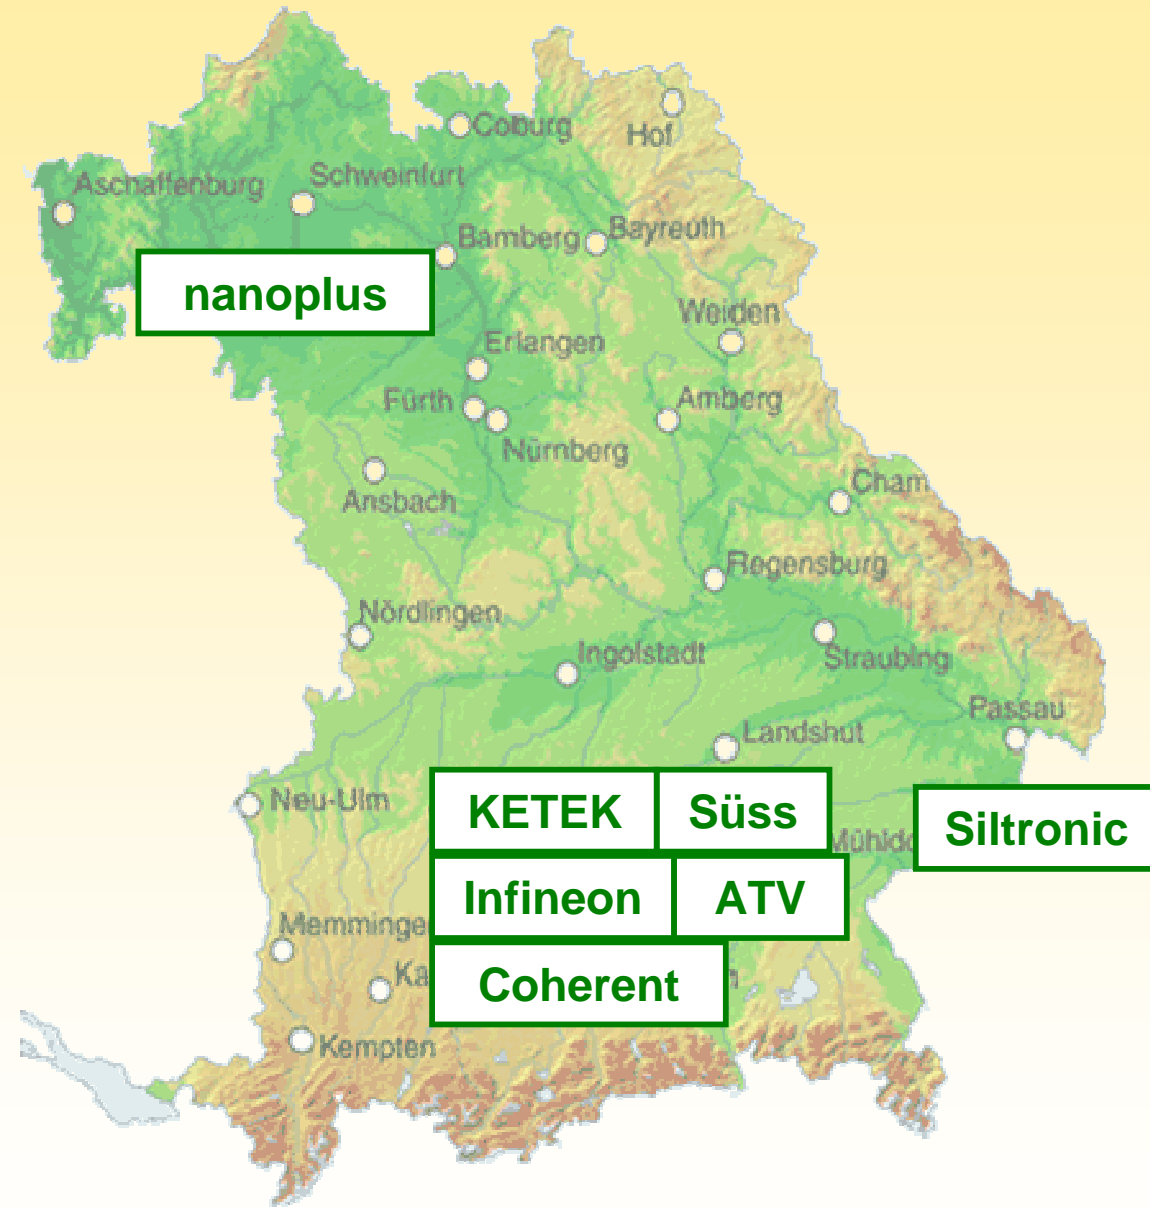 Coburg
Hof
Aschaffenburg
Schweinfurt
Bamberg
Bayreuth
nanoplus
Weiden
Erlangen
Fürth
Amberg
Nürnberg
Cham
Ansbach
Regensburg
Nördlingen
Straubing
Ingolstadt
Passau
Landshut
Neu-Ulm
KETEK Süss
Siltronic
Infineon ATV
Coherent
Kempten